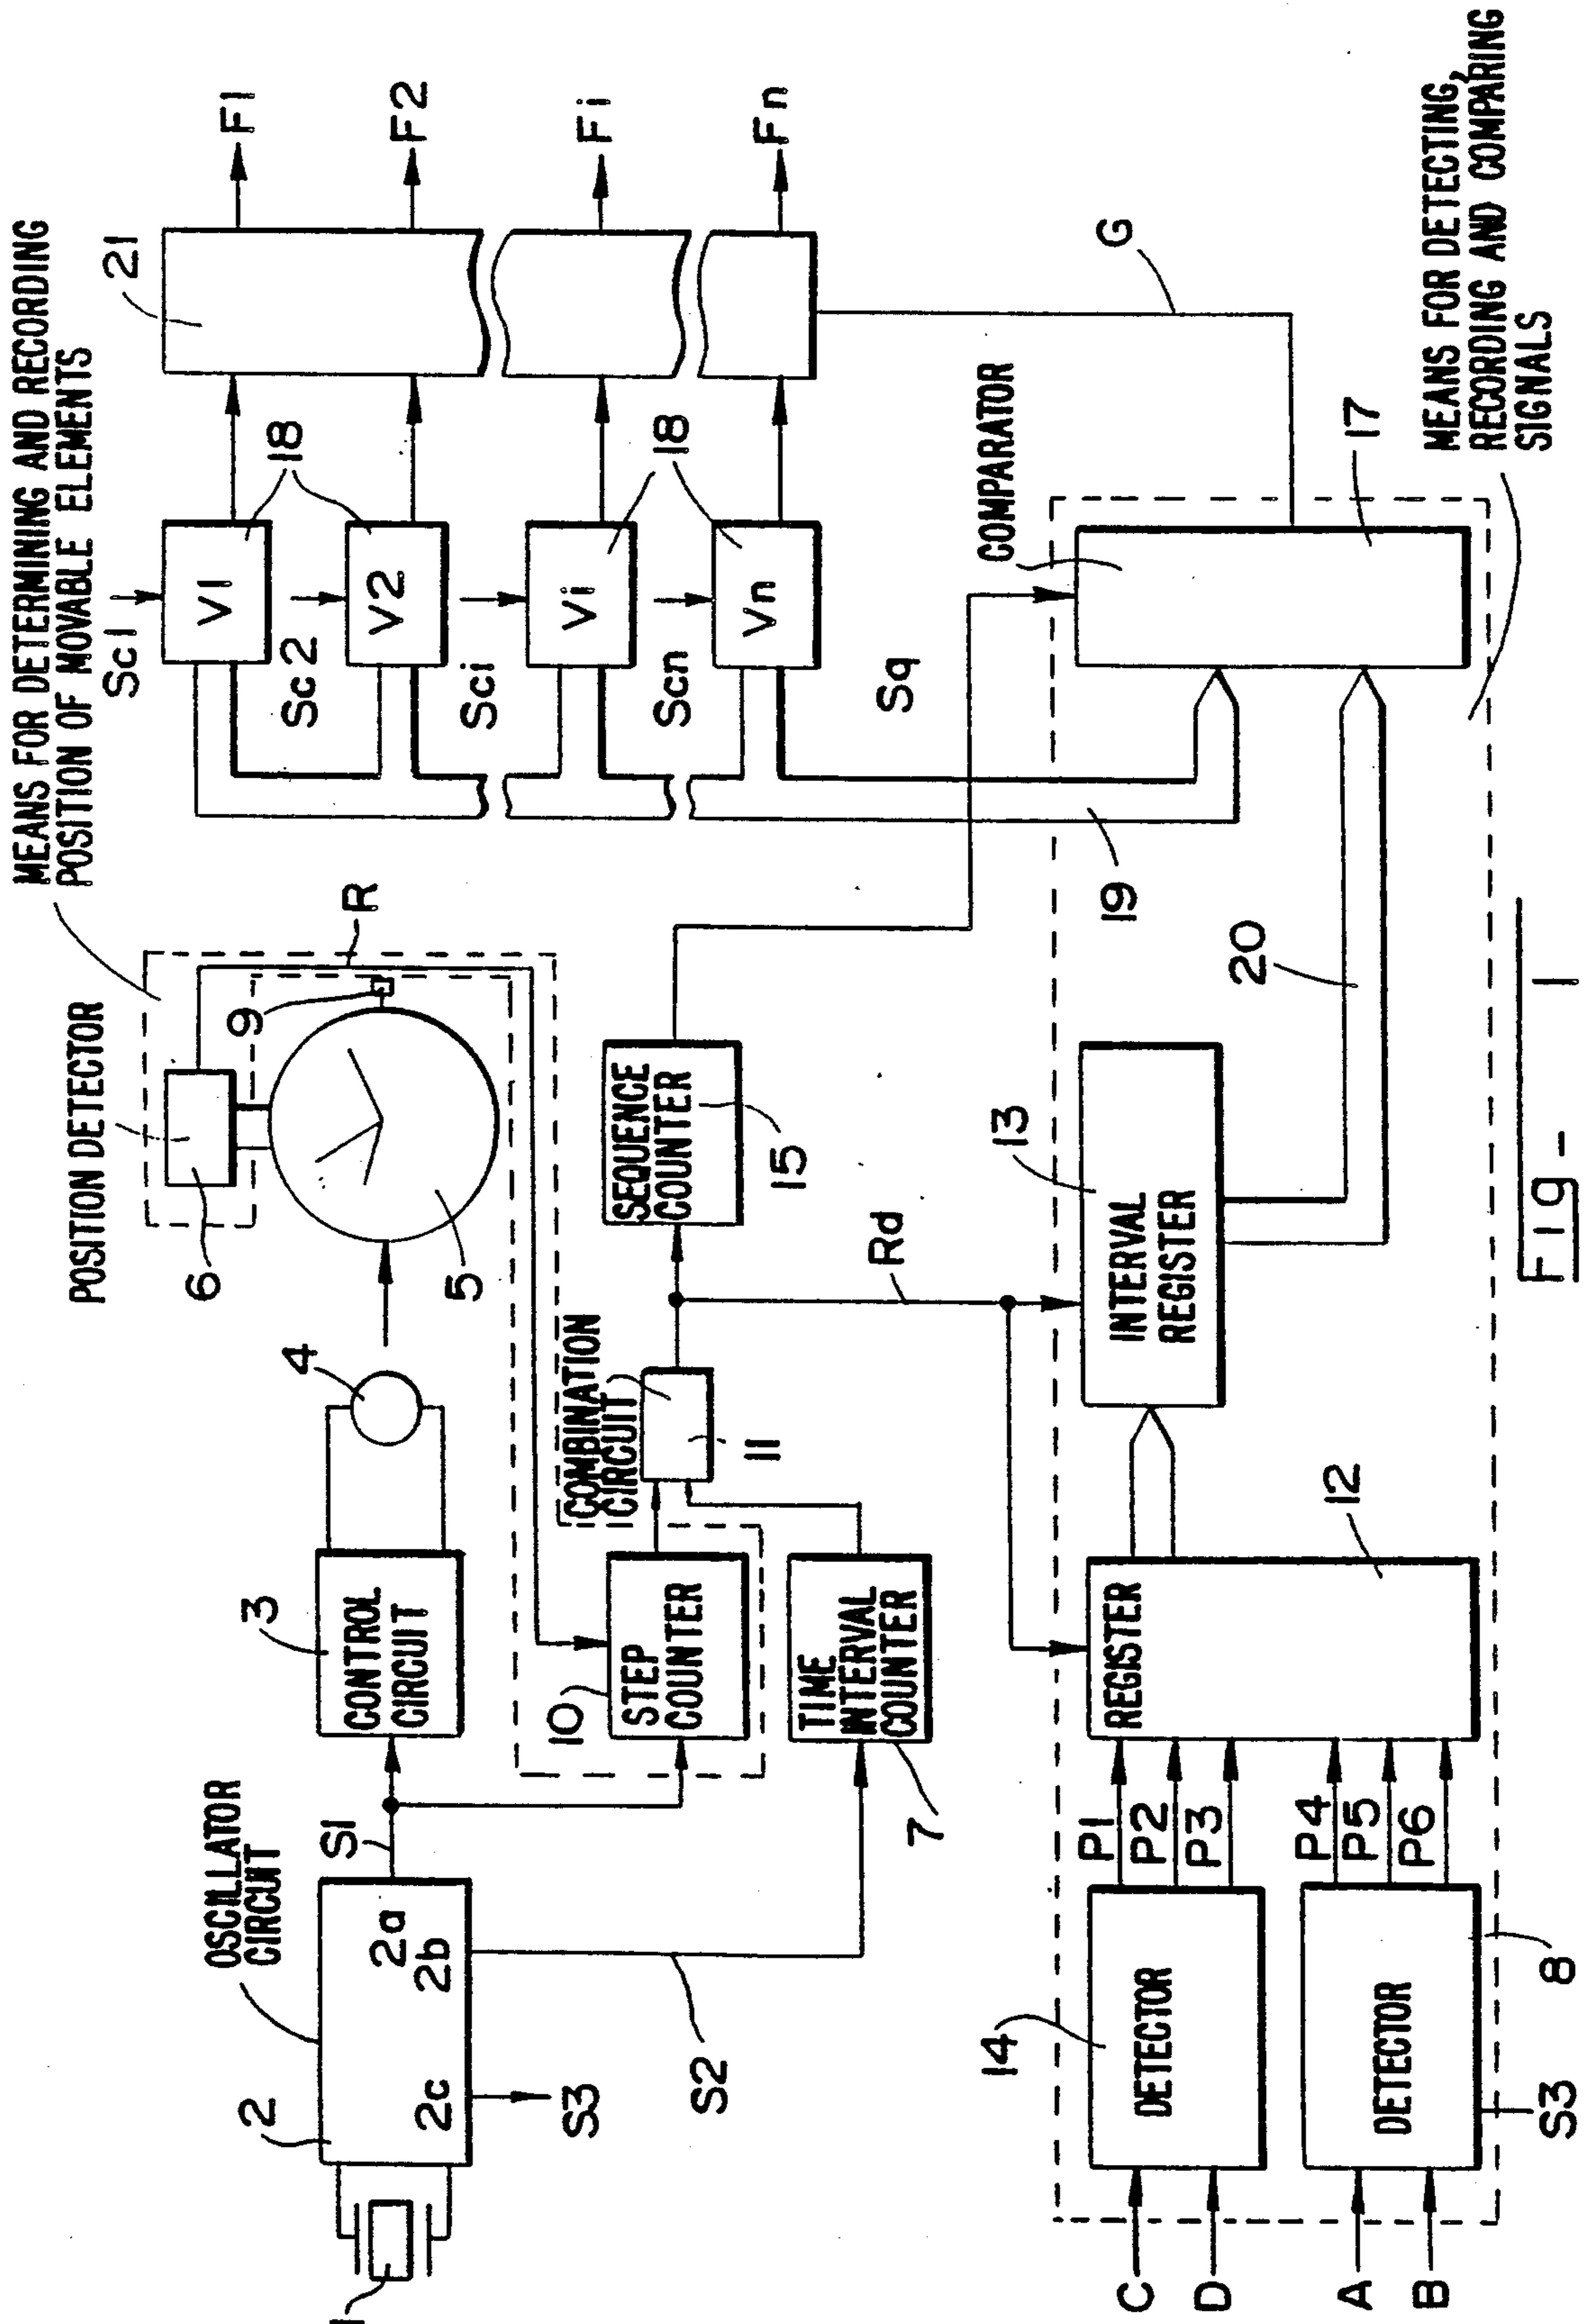 MEANS FOR DETERMINING AND RECORDING
POSITION OF MOVABLE ELEMENTS
OSCILLATOR
CIRCUIT
1
2
2a
2b
2c
S1
S2
S3
3
CONTROL
CIRCUIT
4
5
POSITION DETECTOR
6
9
R
10
STEP
COUNTER
TIME
INTERVAL
COUNTER
7
COMBINATION
CIRCUIT
11
SEQUENCE
COUNTER
15
Rd
Sc1
V1
Sc2
V2
Sci
Vi
Scn
Vn
18
18
Sq
21
F1
F2
Fi
Fn
G
C
D
A
B
14
DETECTOR
DETECTOR
8
S3
P1
P2
P3
P4
P5
P6
REGISTER
12
13
INTERVAL
REGISTER
19
20
COMPARATOR
17
MEANS FOR DETECTING,
RECORDING AND COMPARING
SIGNALS
Fig - 1